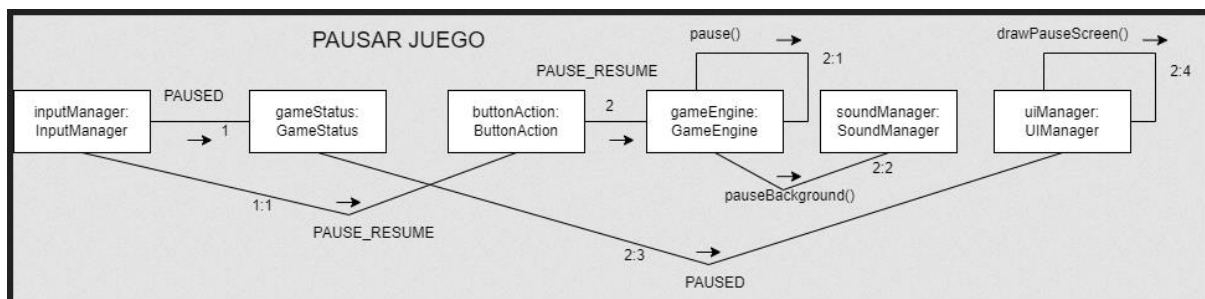 PAUSAR JUEGO
pause()
2:1
drawPauseScreen()
2:4
PAUSED
1
PAUSE_RESUME
2
inputManager:
InputManager
gameStatus:
GameStatus
buttonAction:
ButtonAction
gameEngine:
GameEngine
soundManager:
SoundManager
uiManager:
UIManager
2:2
pauseBackground()
1:1
PAUSE_RESUME
2:3
PAUSED